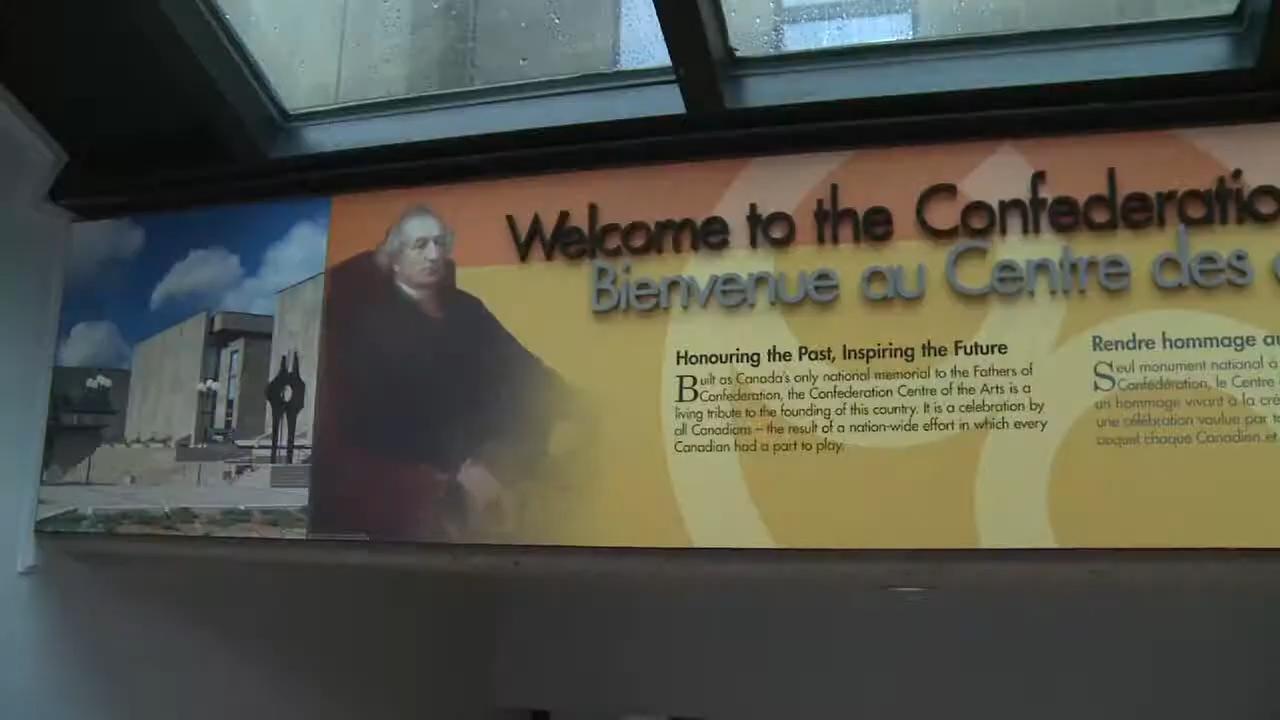 Welcome to the Confederatio
Bienvenue au Centre des
Honouring the Past, Inspiring the Future
Built as Canada's only national memorial to the Fathers of
Confederation, the Confederation Centre of the Arts is a
living tribute to the founding of this country. It is a celebration by
all Canadians – the result of a nation-wide effort in which every
Canadian had a part to play.
Rendre hommage au
Seul monument national à
Confédération, le Centre
un hommage vivant à la cré
une célébration voulue par to
auquel chaque Canadien et